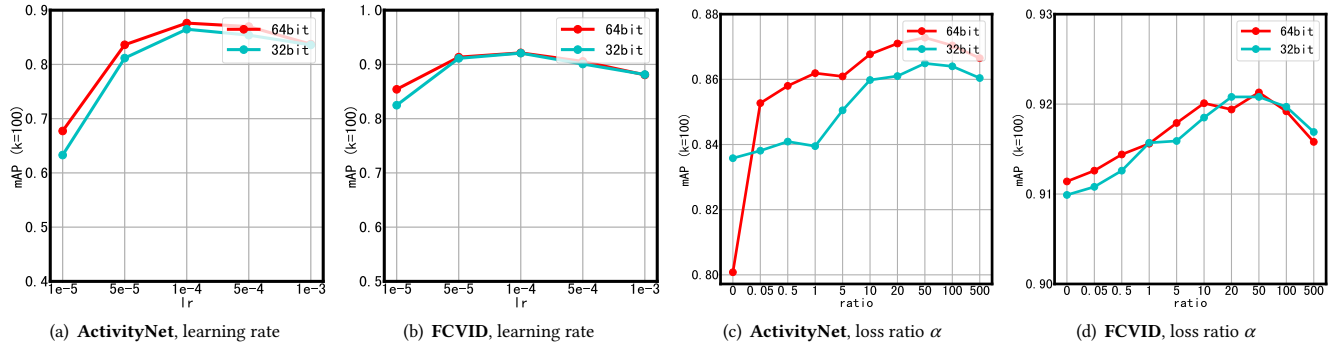 0.9
0.8
0.7
0.6
0.5
0.4
mAP (k=100)
64bit
32bit
1e-5 5e-5 1e-4 5e-4 1e-3
lr
(a) ActivityNet, learning rate
1.0
0.9
0.8
0.7
0.6
0.5
mAP (k=100)
64bit
32bit
1e-5 5e-5 1e-4 5e-4 1e-3
lr
(b) FCVID, learning rate
0.88
0.86
0.84
0.82
0.80
mAP (k=100)
64bit
32bit
0 0.05 0.5 1 5 10 20 50 100 500
ratio
(c) ActivityNet, loss ratio α
0.93
0.92
0.91
0.90
mAP (k=100)
64bit
32bit
0 0.05 0.5 1 5 10 20 50 100 500
ratio
(d) FCVID, loss ratio α